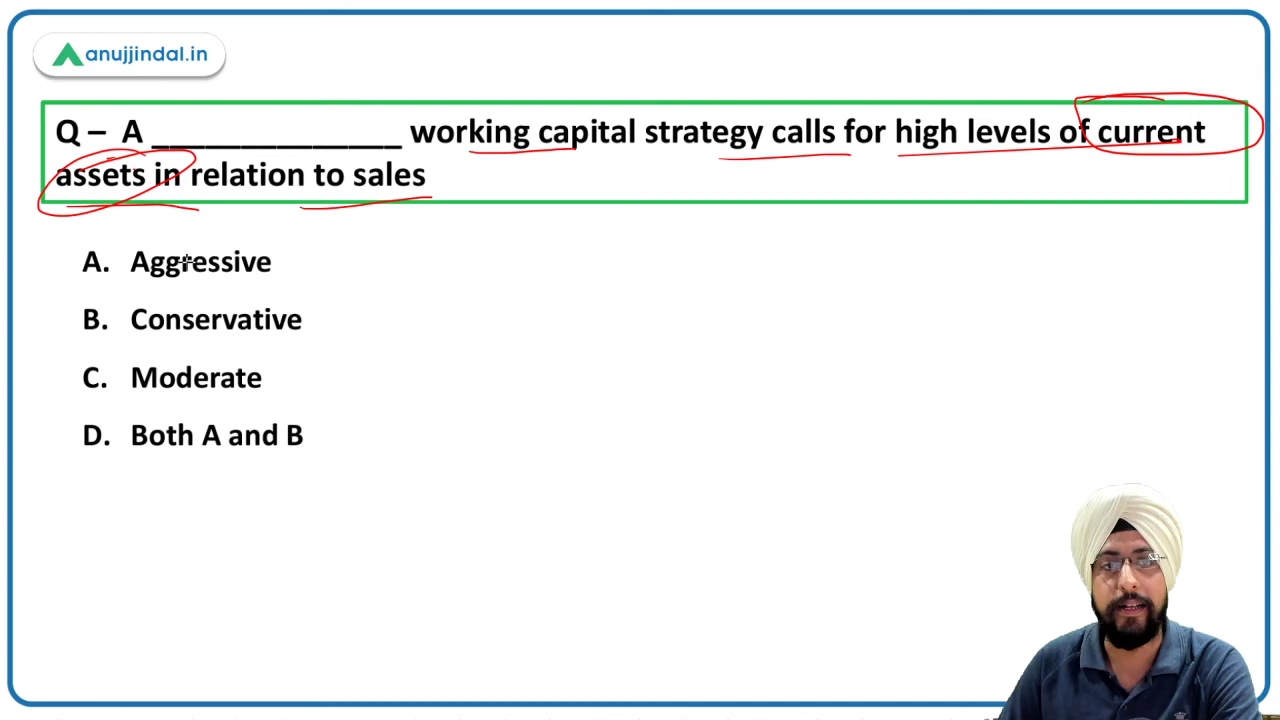 anujjindal.in
Q – A ______________ working capital strategy calls for high levels of current
assets in relation to sales
A. Aggressive
B. Conservative
C. Moderate
D. Both A and B